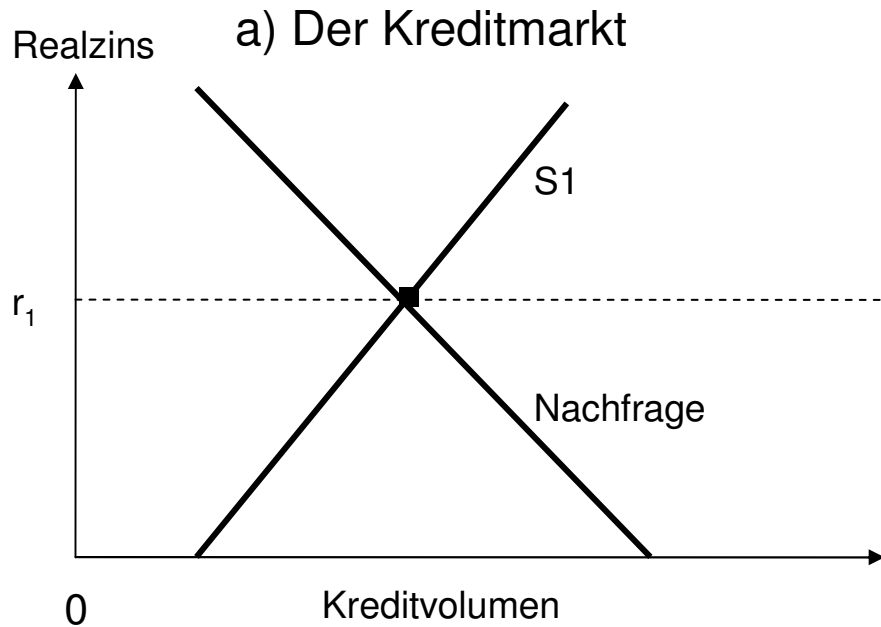 a) Der Kreditmarkt
Realzins
S1
r₁
Nachfrage
0
Kreditvolumen